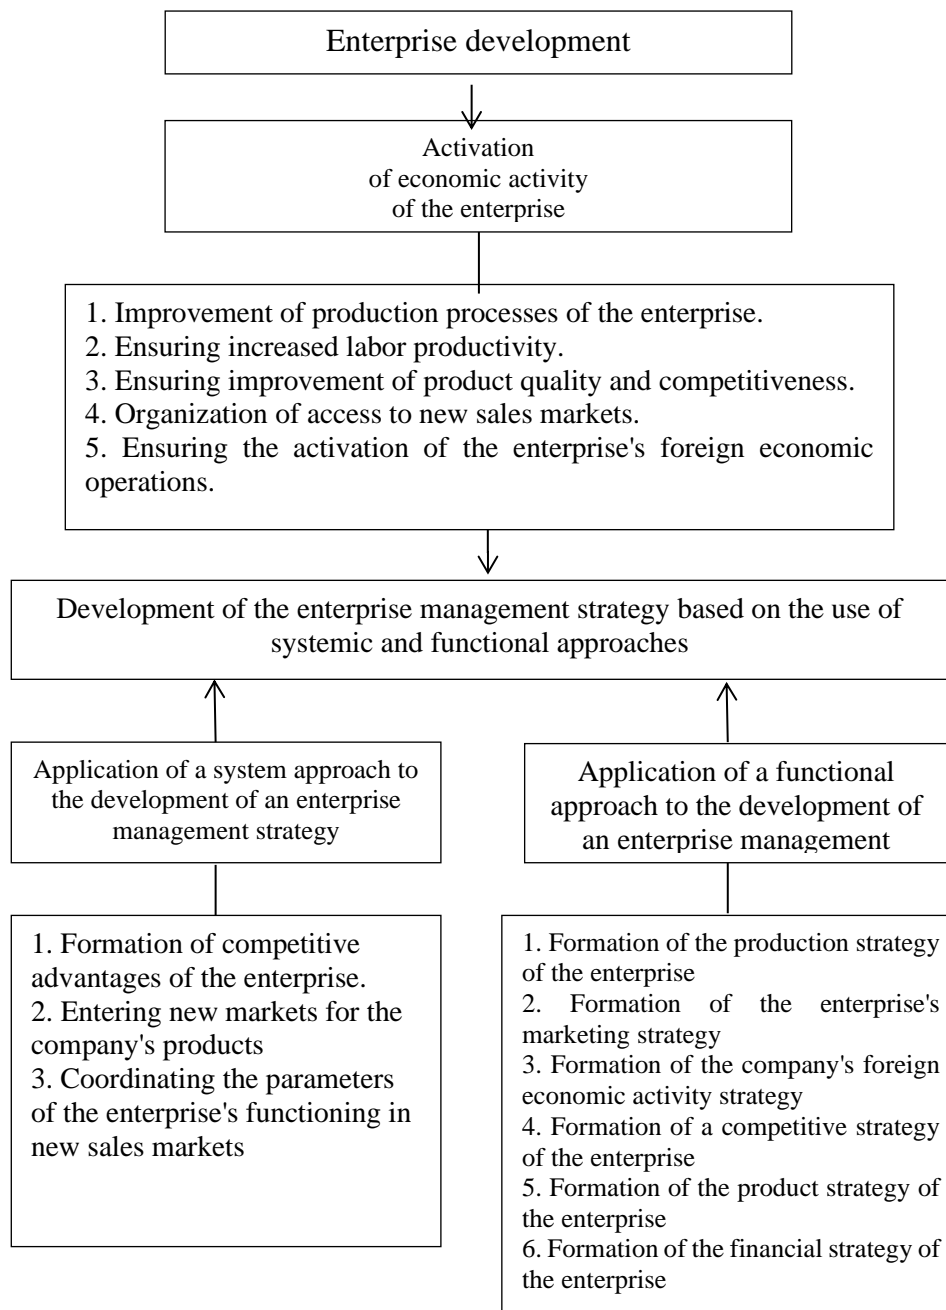 Enterprise development
Activation
of economic activity
of the enterprise
1. Improvement of production processes of the enterprise.
2. Ensuring increased labor productivity.
3. Ensuring improvement of product quality and competitiveness.
4. Organization of access to new sales markets.
5. Ensuring the activation of the enterprise's foreign economic
operations.
Development of the enterprise management strategy based on the use of
systemic and functional approaches
Application of a system approach to
the development of an enterprise
management strategy
Application of a functional
approach to the development of
an enterprise management
1. Formation of competitive
advantages of the enterprise.
2. Entering new markets for the
company's products
3. Coordinating the parameters
of the enterprise's functioning in
new sales markets
1. Formation of the production strategy
of the enterprise
2. Formation of the enterprise's
marketing strategy
3. Formation of the company's foreign
economic activity strategy
4. Formation of a competitive strategy
of the enterprise
5. Formation of the product strategy of
the enterprise
6. Formation of the financial strategy of
the enterprise